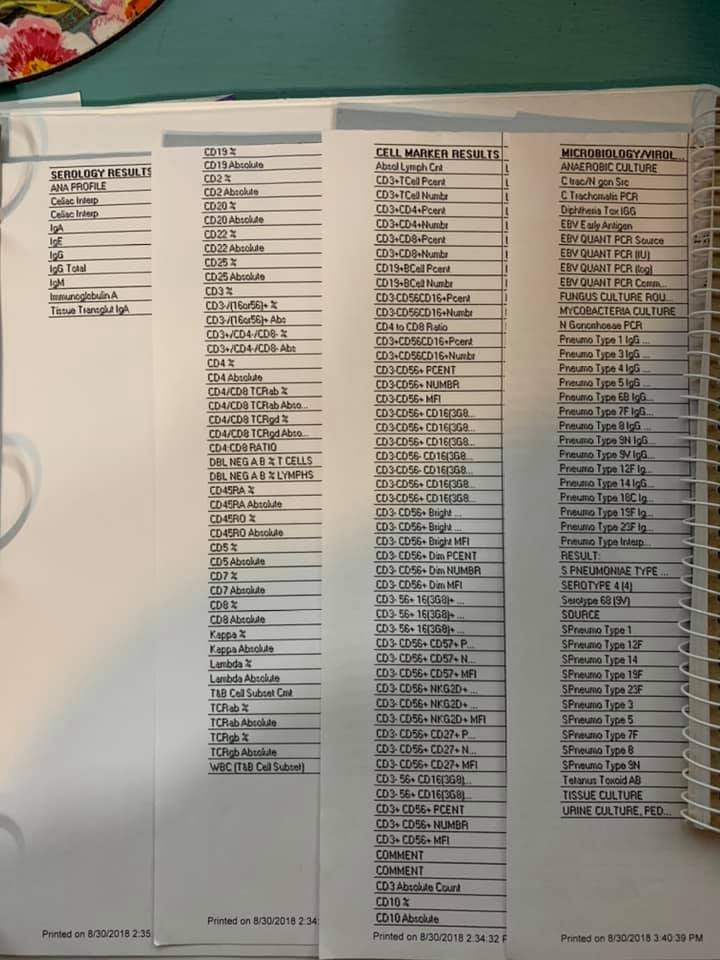 SEROLOGY RESULTS
ANA PROFILE
Celiac Interp
Celiac Interp
IgA
IgE
IgG
IgG Total
IgM
Immunoglobulin A
Tissue Transglut IgA
Printed on 8/30/2018 2:35
CD19 %
CD19 Absolute
CD2 %
CD2 Absolute
CD20 %
CD20 Absolute
CD22 %
CD22 Absolute
CD25 %
CD25 Absolute
CD3 %
CD3-/(16or56)+ %
CD3-/(16or56)+ Abs
CD3+/CD4-/CD8- %
CD3+/CD4-/CD8-Abs
CD4 %
CD4 Absolute
CD4/CD8 TCRab %
CD4/CD8 TCRab Abso...
CD4/CD8 TCRgd %
CD4/CD8 TCRgd Abso...
CD4:CD8 RATIO
DBL NEG A B % T CELLS
DBL NEG A B % LYMPHS
CD45RA %
CD45RA Absolute
CD45RO %
CD45RO Absolute
CD5 %
CD5 Absolute
CD7 %
CD7 Absolute
CD8 %
CD8 Absolute
Kappa %
Kappa Absolute
Lambda %
Lambda Absolute
T&B Cell Subset Cmt
TCRab %
TCRab Absolute
TCRgb %
TCRgb Absolute
WBC (T&B Cell Subset)
Printed on 8/30/2018 2:34:
CELL MARKER RESULTS
Absol Lymph Cnt
CD3+TCell Pcent
CD3+TCell Numbr
CD3+CD4+Pcent
CD3+CD4+Numbr
CD3+CD8+Pcent
CD3+CD8+Numbr
CD19+BCell Pcent
CD19+BCell Numbr
CD3-CD56CD16+Pcent
CD3-CD56CD16+Numbr
CD4 to CD8 Ratio
CD3+CD56CD16+Pcent
CD3+CD56CD16+Numbr
CD3-CD56+ PCENT
CD3-CD56+ NUMBR
CD3-CD56+ MFI
CD3-CD56+ CD16(3G8...
CD3-CD56+ CD16(3G8...
CD3-CD56+ CD16(3G8...
CD3-CD56- CD16(3G8...
CD3-CD56- CD16(3G8...
CD3-CD56+ CD16(3G8...
CD3-CD56+ CD16(3G8...
CD3- CD56+ Bright ...
CD3- CD56+ Bright ...
CD3- CD56+ Bright MFI
CD3- CD56+ Dim PCENT
CD3- CD56+ Dim NUMBR
CD3- CD56+ Dim MFI
CD3- 56+ 16(3G8)+ ...
CD3- 56+ 16(3G8)+ ...
CD3- 56+ 16(3G8)+ ...
CD3- CD56+ CD57+ P...
CD3- CD56+ CD57+ N...
CD3- CD56+ CD57+ MFI
CD3- CD56+ NKG2D+ ...
CD3- CD56+ NKG2D+ ...
CD3- CD56+ NKG2D+ MFI
CD3- CD56+ CD27+ P...
CD3- CD56+ CD27+ N...
CD3- CD56+ CD27+ MFI
CD3- 56+ CD16(3G8)...
CD3- 56+ CD16(3G8)...
CD3+ CD56+ PCENT
CD3+ CD56+ NUMBR
CD3+ CD56+ MFI
COMMENT
COMMENT
CD3 Absolute Count
CD10 %
CD10 Absolute
Printed on 8/30/2018 2:34:32 P
MICROBIOLOGY/VIROL...
ANAEROBIC CULTURE
C trac/N gon Src
C Trachomatis PCR
Diphtheria Tox IGG
EBV Early Antigen
EBV QUANT PCR Source
EBV QUANT PCR (IU)
EBV QUANT PCR (log)
EBV QUANT PCR Comm...
FUNGUS CULTURE ROU...
MYCOBACTERIA CULTURE
N Gonorrhoeae PCR
Pneumo Type 1 IgG ...
Pneumo Type 3 IgG ...
Pneumo Type 4 IgG ...
Pneumo Type 5 IgG ...
Pneumo Type 6B IgG...
Pneumo Type 7F IgG...
Pneumo Type 8 IgG ...
Pneumo Type 9N IgG...
Pneumo Type 9V IgG...
Pneumo Type 12F Ig...
Pneumo Type 14 IgG...
Pneumo Type 18C Ig...
Pneumo Type 19F Ig...
Pneumo Type 23F Ig...
Pneumo Type Interp...
RESULT:
S PNEUMONIAE TYPE ...
SEROTYPE 4 (4)
Serotype 68 (9V)
SOURCE
SPneumo Type 1
SPneumo Type 12F
SPneumo Type 14
SPneumo Type 19F
SPneumo Type 23F
SPneumo Type 3
SPneumo Type 5
SPneumo Type 7F
SPneumo Type 8
SPneumo Type 9N
Tetanus Toxoid AB
TISSUE CULTURE
URINE CULTURE, PED...
Printed on 8/30/2018 3:40:39 PM